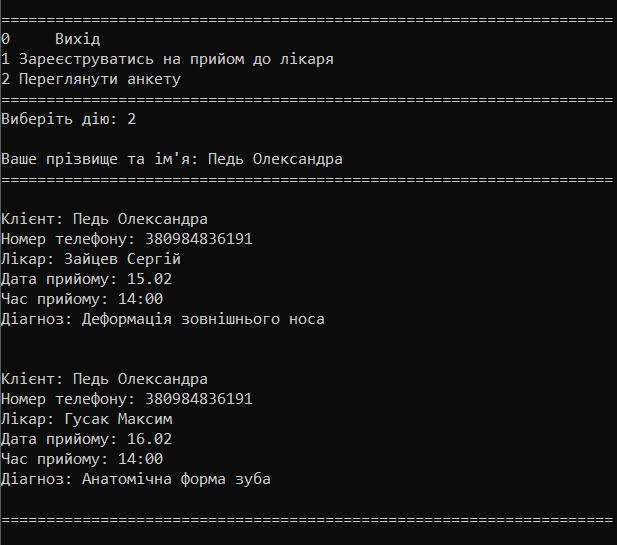 ====================================================================
0     Вихід
1 Зареєструватись на прийом до лікаря
2 Переглянути анкету
====================================================================
Виберіть дію: 2
Ваше прізвище та ім'я: Педь Олександра
====================================================================
Клієнт: Педь Олександра
Номер телефону: 380984836191
Лікар: Зайцев Сергій
Дата прийому: 15.02
Час прийому: 14:00
Діагноз: Деформація зовнішнього носа
Клієнт: Педь Олександра
Номер телефону: 380984836191
Лікар: Гусак Максим
Дата прийому: 16.02
Час прийому: 14:00
Діагноз: Анатомічна форма зуба
====================================================================